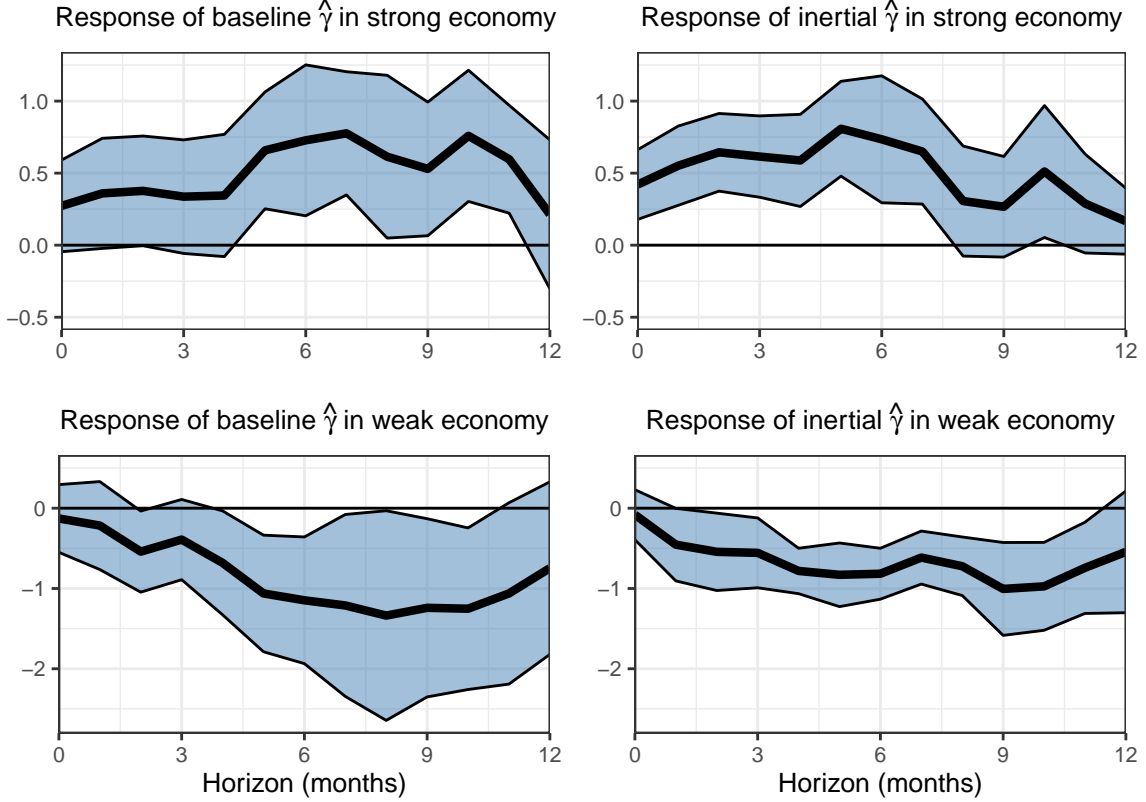 Response of baseline γ̂ in strong economy
Response of inertial γ̂ in strong economy
1.0
0.5
0.0
−0.5
0 3 6 9 12
1.0
0.5
0.0
−0.5
0 3 6 9 12
Response of baseline γ̂ in weak economy
Response of inertial γ̂ in weak economy
0
−1
−2
0 3 6 9 12
Horizon (months)
0
−1
−2
0 3 6 9 12
Horizon (months)